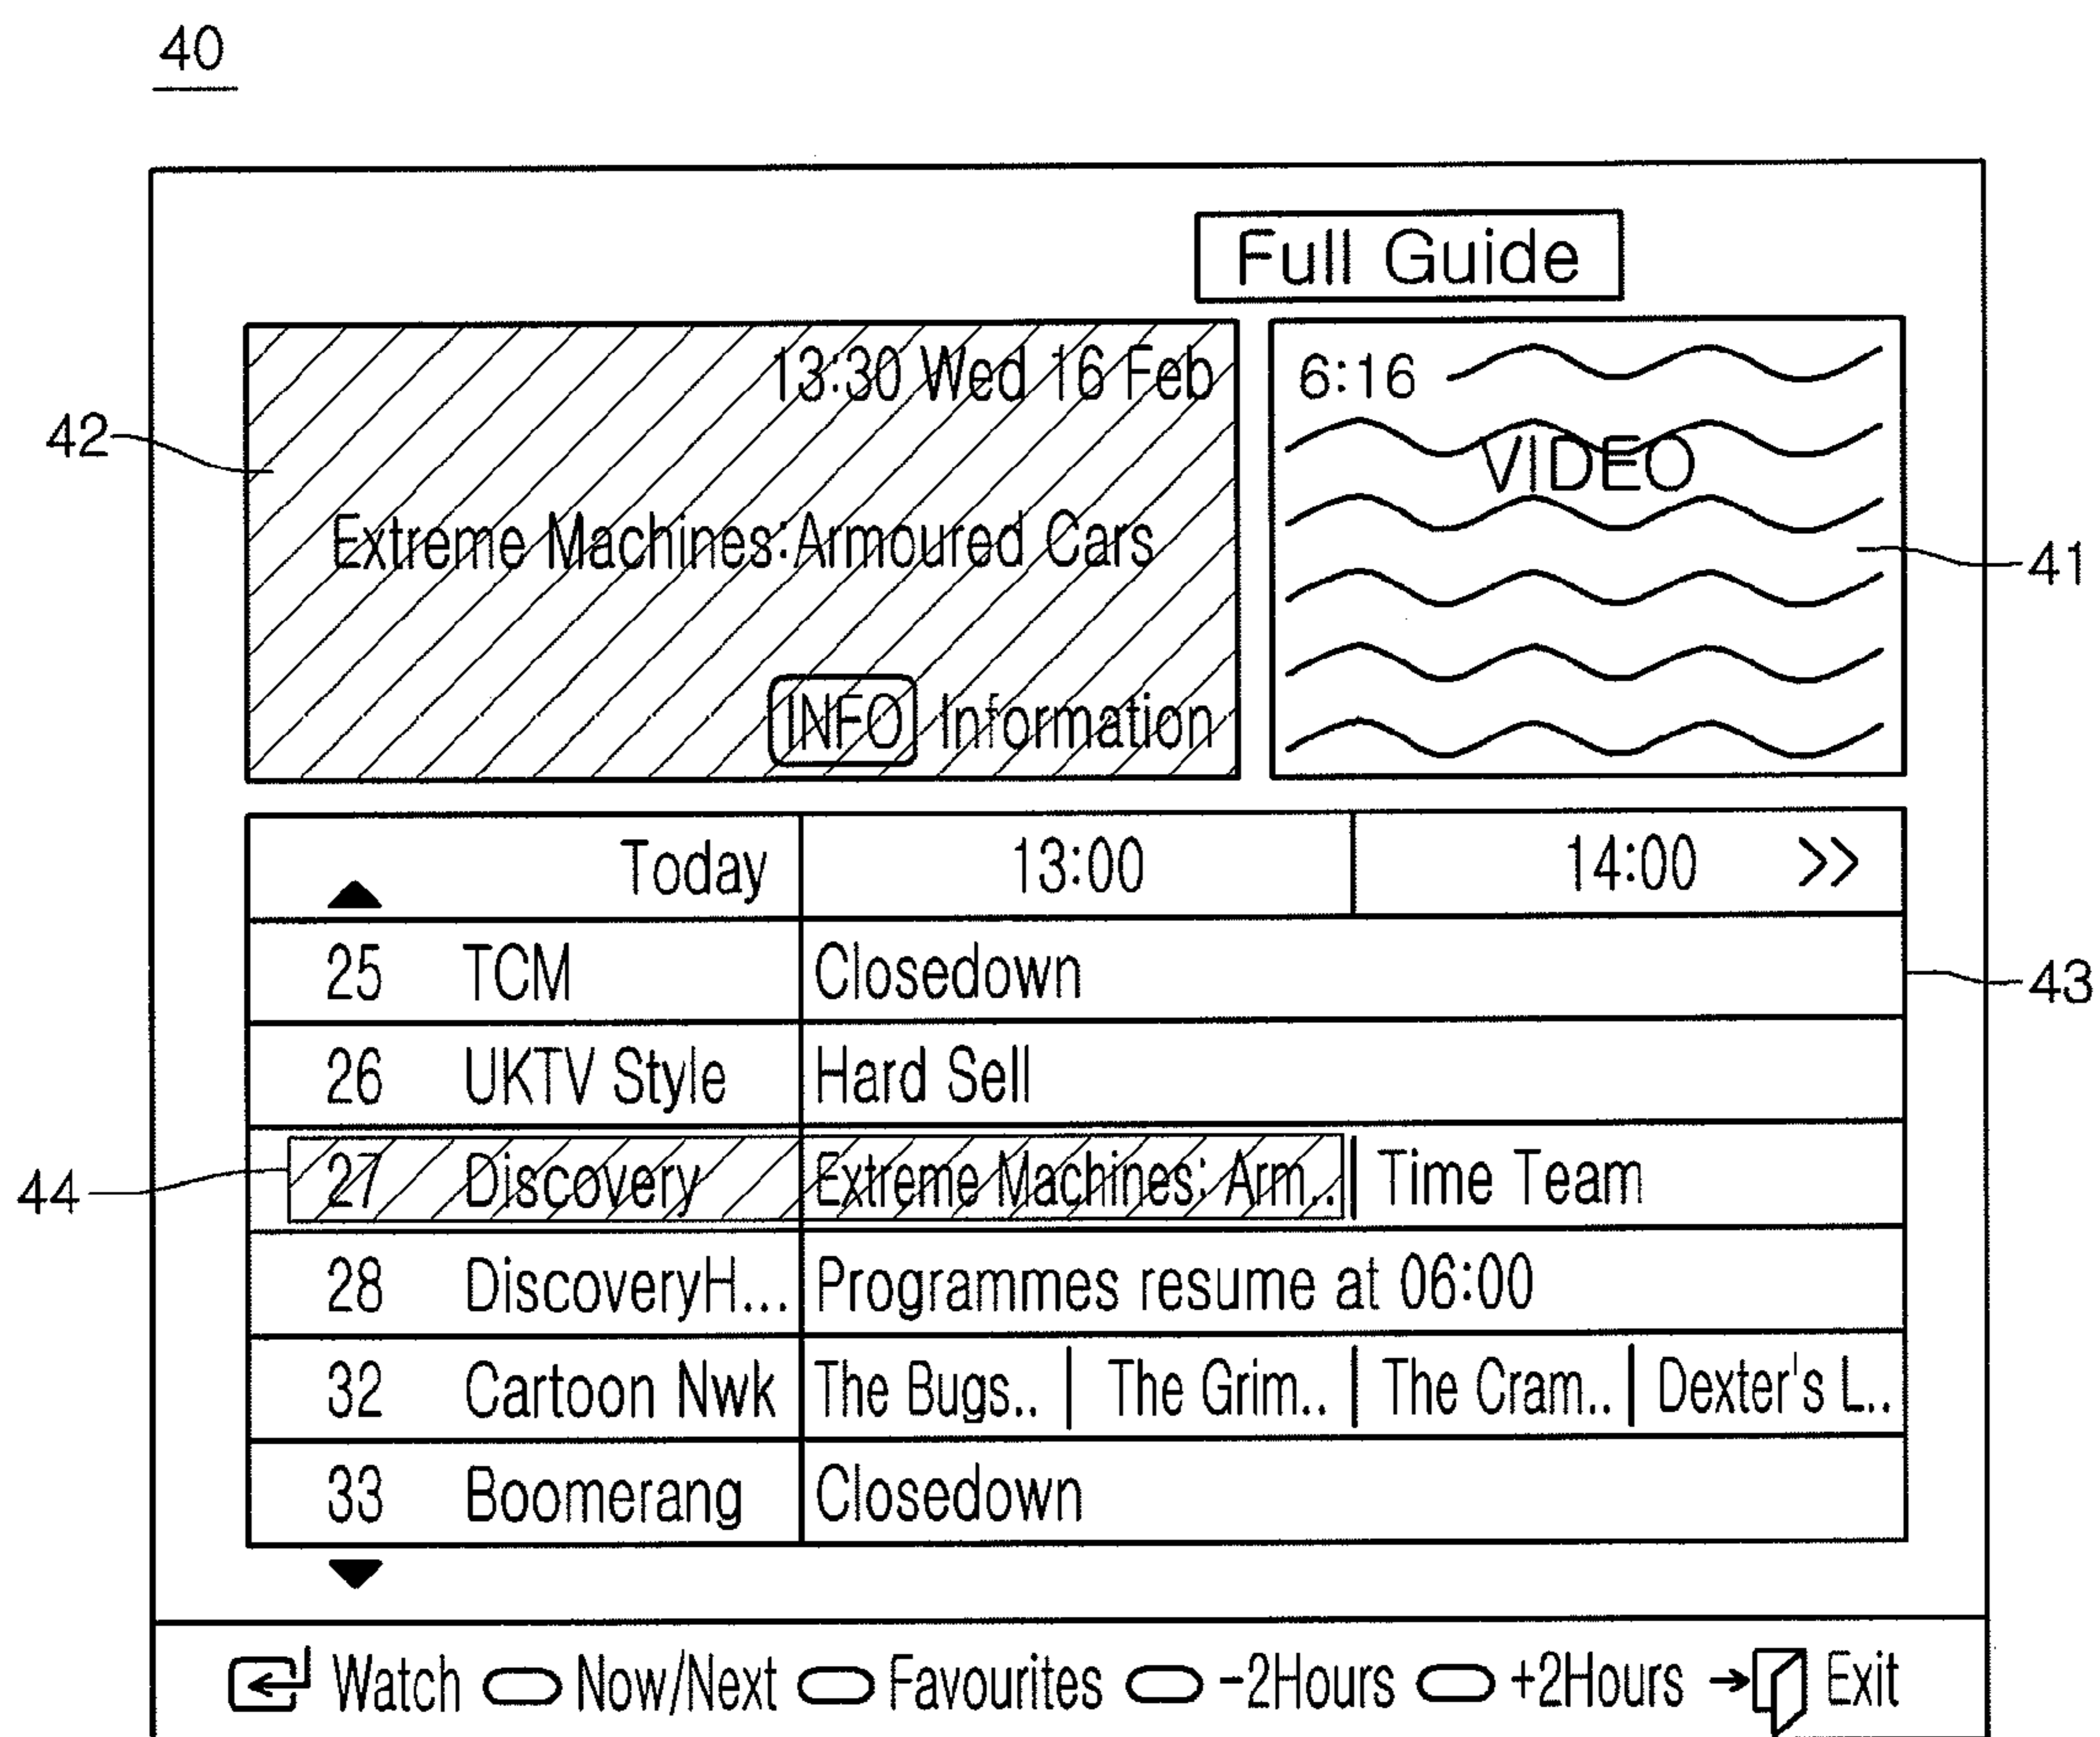 40
Full Guide
13:30 Wed 16 Feb
6:16
42
VIDEO
Extreme Machines:Armoured Cars
41
INFO Information
Today 13:00 14:00 >>
25 TCM Closedown
43
26 UKTV Style Hard Sell
44
27 Discovery Extreme Machines: Arm.. Time Team
28 DiscoveryH... Programmes resume at 06:00
32 Cartoon Nwk The Bugs.. The Grim.. The Cram.. Dexter's L..
33 Boomerang Closedown
Watch Now/Next Favourites -2Hours +2Hours Exit